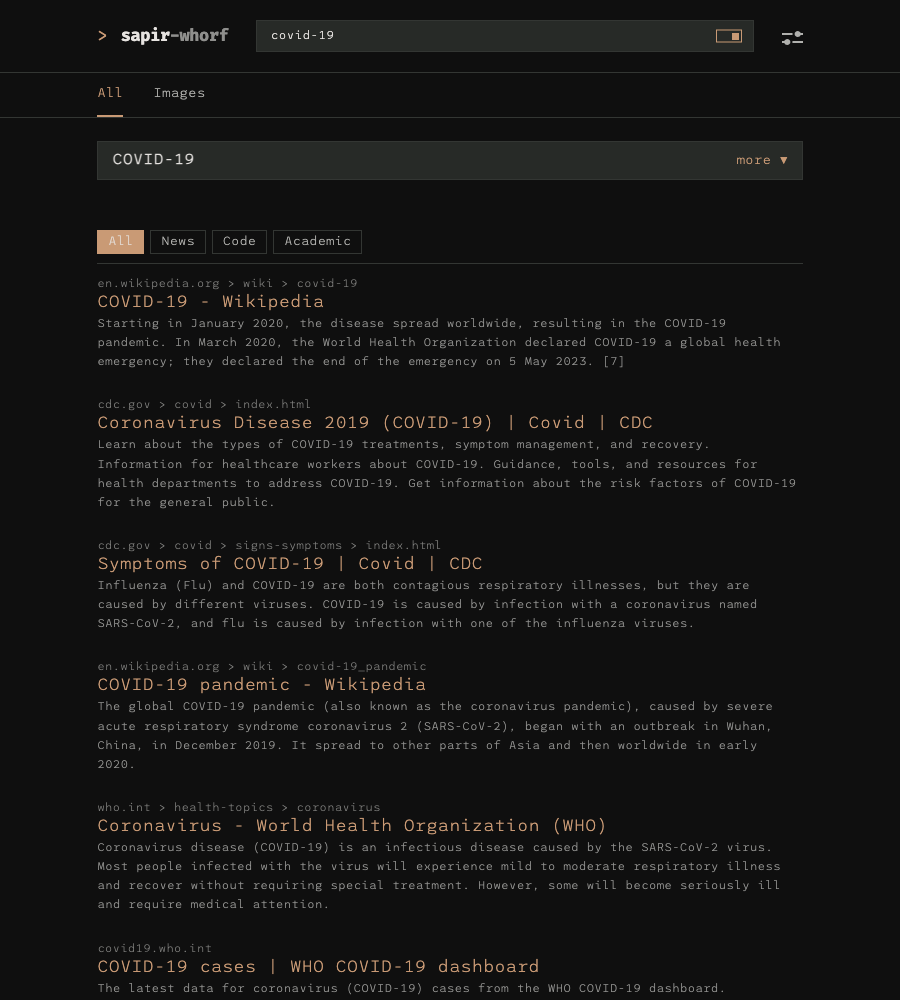 > sapir-whorf
covid-19
All Images
COVID-19 more ▼
All News Code Academic
en.wikipedia.org > wiki > covid-19
COVID-19 - Wikipedia
Starting in January 2020, the disease spread worldwide, resulting in the COVID-19
pandemic. In March 2020, the World Health Organization declared COVID-19 a global health
emergency; they declared the end of the emergency on 5 May 2023. [7]
cdc.gov > covid > index.html
Coronavirus Disease 2019 (COVID-19) | Covid | CDC
Learn about the types of COVID-19 treatments, symptom management, and recovery.
Information for healthcare workers about COVID-19. Guidance, tools, and resources for
health departments to address COVID-19. Get information about the risk factors of COVID-19
for the general public.
cdc.gov > covid > signs-symptoms > index.html
Symptoms of COVID-19 | Covid | CDC
Influenza (Flu) and COVID-19 are both contagious respiratory illnesses, but they are
caused by different viruses. COVID-19 is caused by infection with a coronavirus named
SARS-CoV-2, and flu is caused by infection with one of the influenza viruses.
en.wikipedia.org > wiki > covid-19_pandemic
COVID-19 pandemic - Wikipedia
The global COVID-19 pandemic (also known as the coronavirus pandemic), caused by severe
acute respiratory syndrome coronavirus 2 (SARS-CoV-2), began with an outbreak in Wuhan,
China, in December 2019. It spread to other parts of Asia and then worldwide in early
2020.
who.int > health-topics > coronavirus
Coronavirus - World Health Organization (WHO)
Coronavirus disease (COVID-19) is an infectious disease caused by the SARS-CoV-2 virus.
Most people infected with the virus will experience mild to moderate respiratory illness
and recover without requiring special treatment. However, some will become seriously ill
and require medical attention.
covid19.who.int
COVID-19 cases | WHO COVID-19 dashboard
The latest data for coronavirus (COVID-19) cases from the WHO COVID-19 dashboard.